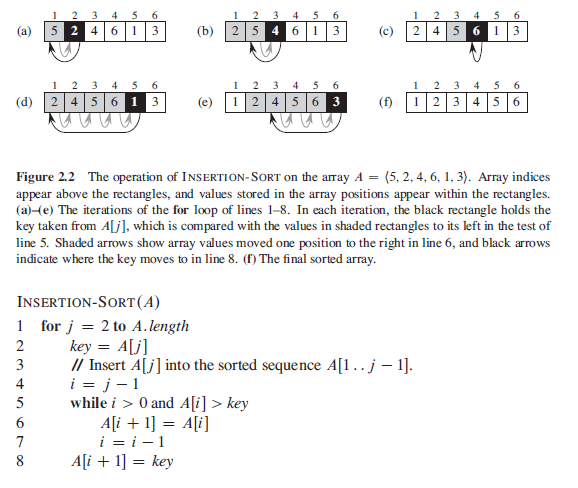 1 2 3 4 5 6 1 2 3 4 5 6 1 2 3 4 5 6
(a) 5 2 4 6 1 3 (b) 2 5 4 6 1 3 (c) 2 4 5 6 1 3
1 2 3 4 5 6 1 2 3 4 5 6 1 2 3 4 5 6
(d) 2 4 5 6 1 3 (e) 1 2 4 5 6 3 (f) 1 2 3 4 5 6
Figure 2.2 The operation of INSERTION-SORT on the array A = ⟨5, 2, 4, 6, 1, 3⟩. Array indices
appear above the rectangles, and values stored in the array positions appear within the rectangles.
(a)–(e) The iterations of the for loop of lines 1–8. In each iteration, the black rectangle holds the
key taken from A[j], which is compared with the values in shaded rectangles to its left in the test of
line 5. Shaded arrows show array values moved one position to the right in line 6, and black arrows
indicate where the key moves to in line 8. (f) The final sorted array.
INSERTION-SORT(A)
1 for j = 2 to A.length
2 key = A[j]
3 // Insert A[j] into the sorted sequence A[1 . . j − 1].
4 i = j − 1
5 while i > 0 and A[i] > key
6 A[i + 1] = A[i]
7 i = i − 1
8 A[i + 1] = key